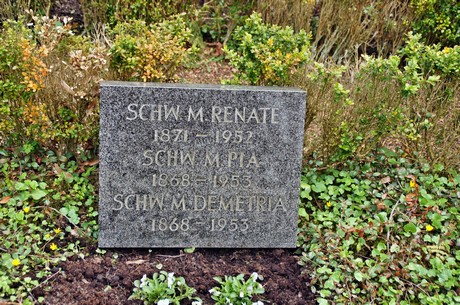 SCHW. M. RENATE
1871 - 1952
SCHW. M. PIA
1868 - 1953
SCHW. M. DEMETRIA
1868 - 1953